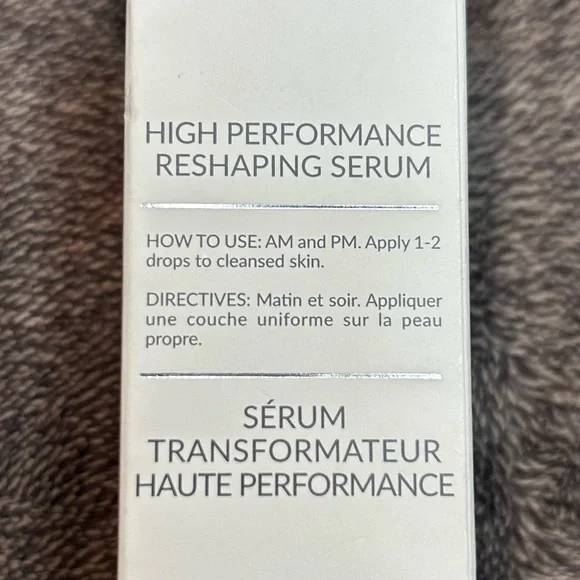 HIGH PERFORMANCE
RESHAPING SERUM
HOW TO USE: AM and PM. Apply 1-2
drops to cleansed skin.
DIRECTIVES: Matin et soir. Appliquer
une couche uniforme sur la peau
propre.
SÉRUM
TRANSFORMATEUR
HAUTE PERFORMANCE